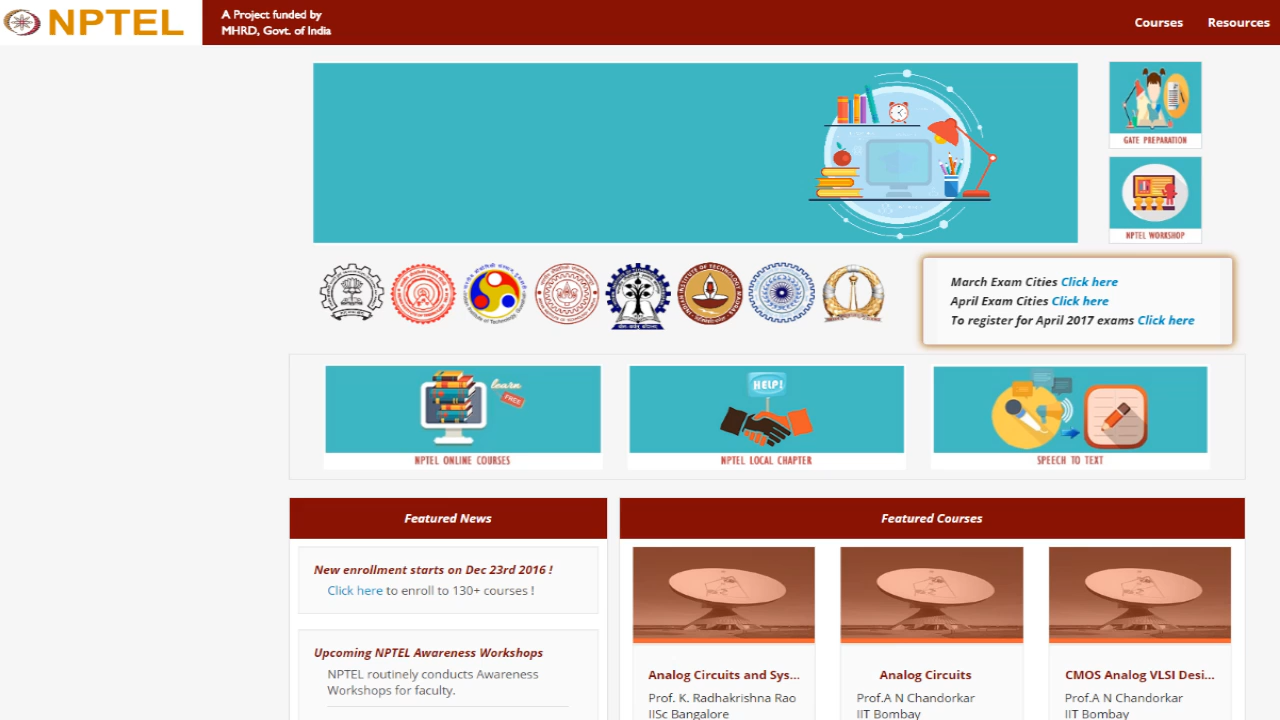 NPTEL
A Project funded by
MHRD, Govt. of India
Courses
Resources
GATE PREPARATION
NPTEL WORKSHOP
March Exam Cities Click here
April Exam Cities Click here
To register for April 2017 exams Click here
learn
FREE
NPTEL ONLINE COURSES
HELP!
NPTEL LOCAL CHAPTER
SPEECH TO TEXT
Featured News
New enrollment starts on Dec 23rd 2016 !
Click here to enroll to 130+ courses !
Upcoming NPTEL Awareness Workshops
NPTEL routinely conducts Awareness
Workshops for faculty.
Featured Courses
Analog Circuits and Sys...
Prof. K. Radhakrishna Rao
IISc Bangalore
Analog Circuits
Prof.A N Chandorkar
IIT Bombay
CMOS Analog VLSI Desi...
Prof.A N Chandorkar
IIT Bombay